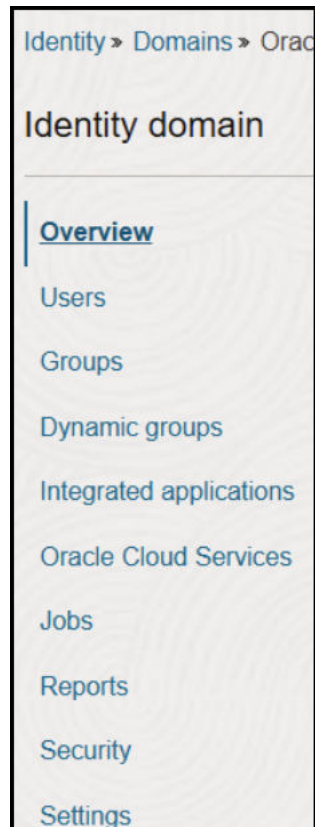 Identity » Domains » Orac
Identity domain
Overview
Users
Groups
Dynamic groups
Integrated applications
Oracle Cloud Services
Jobs
Reports
Security
Settings